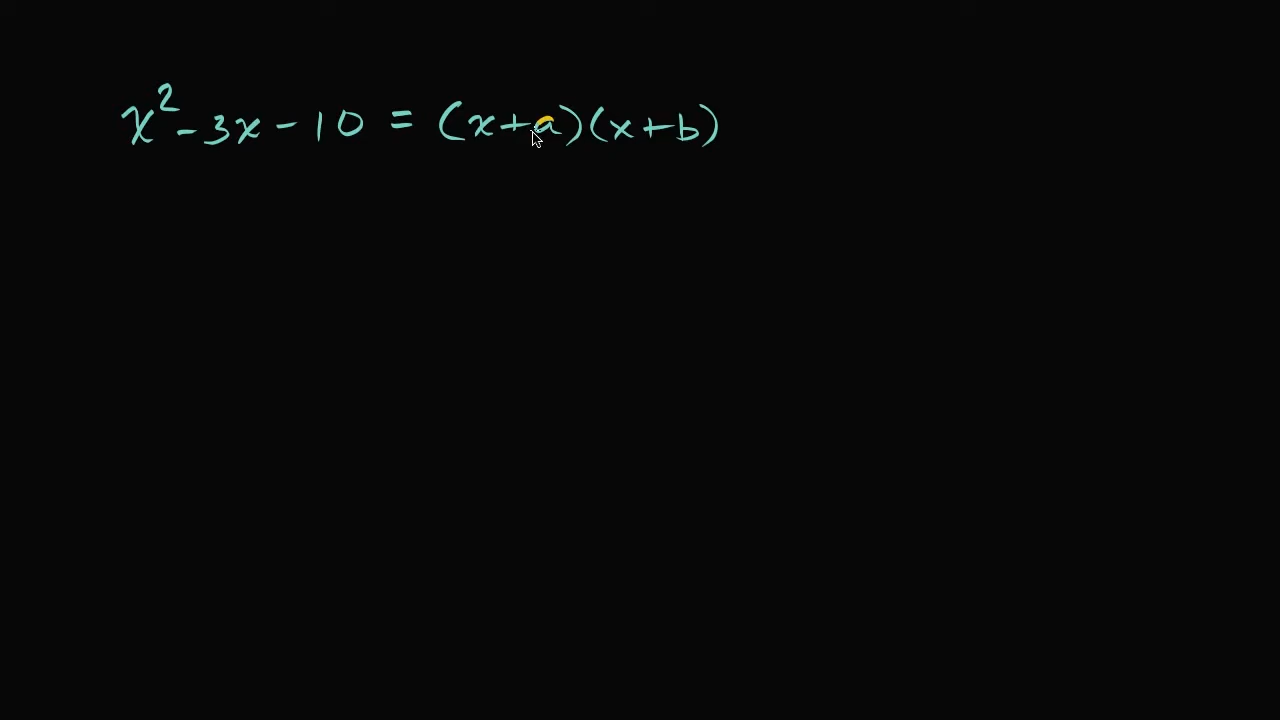 x² - 3x - 10 = (x+a)(x+b)